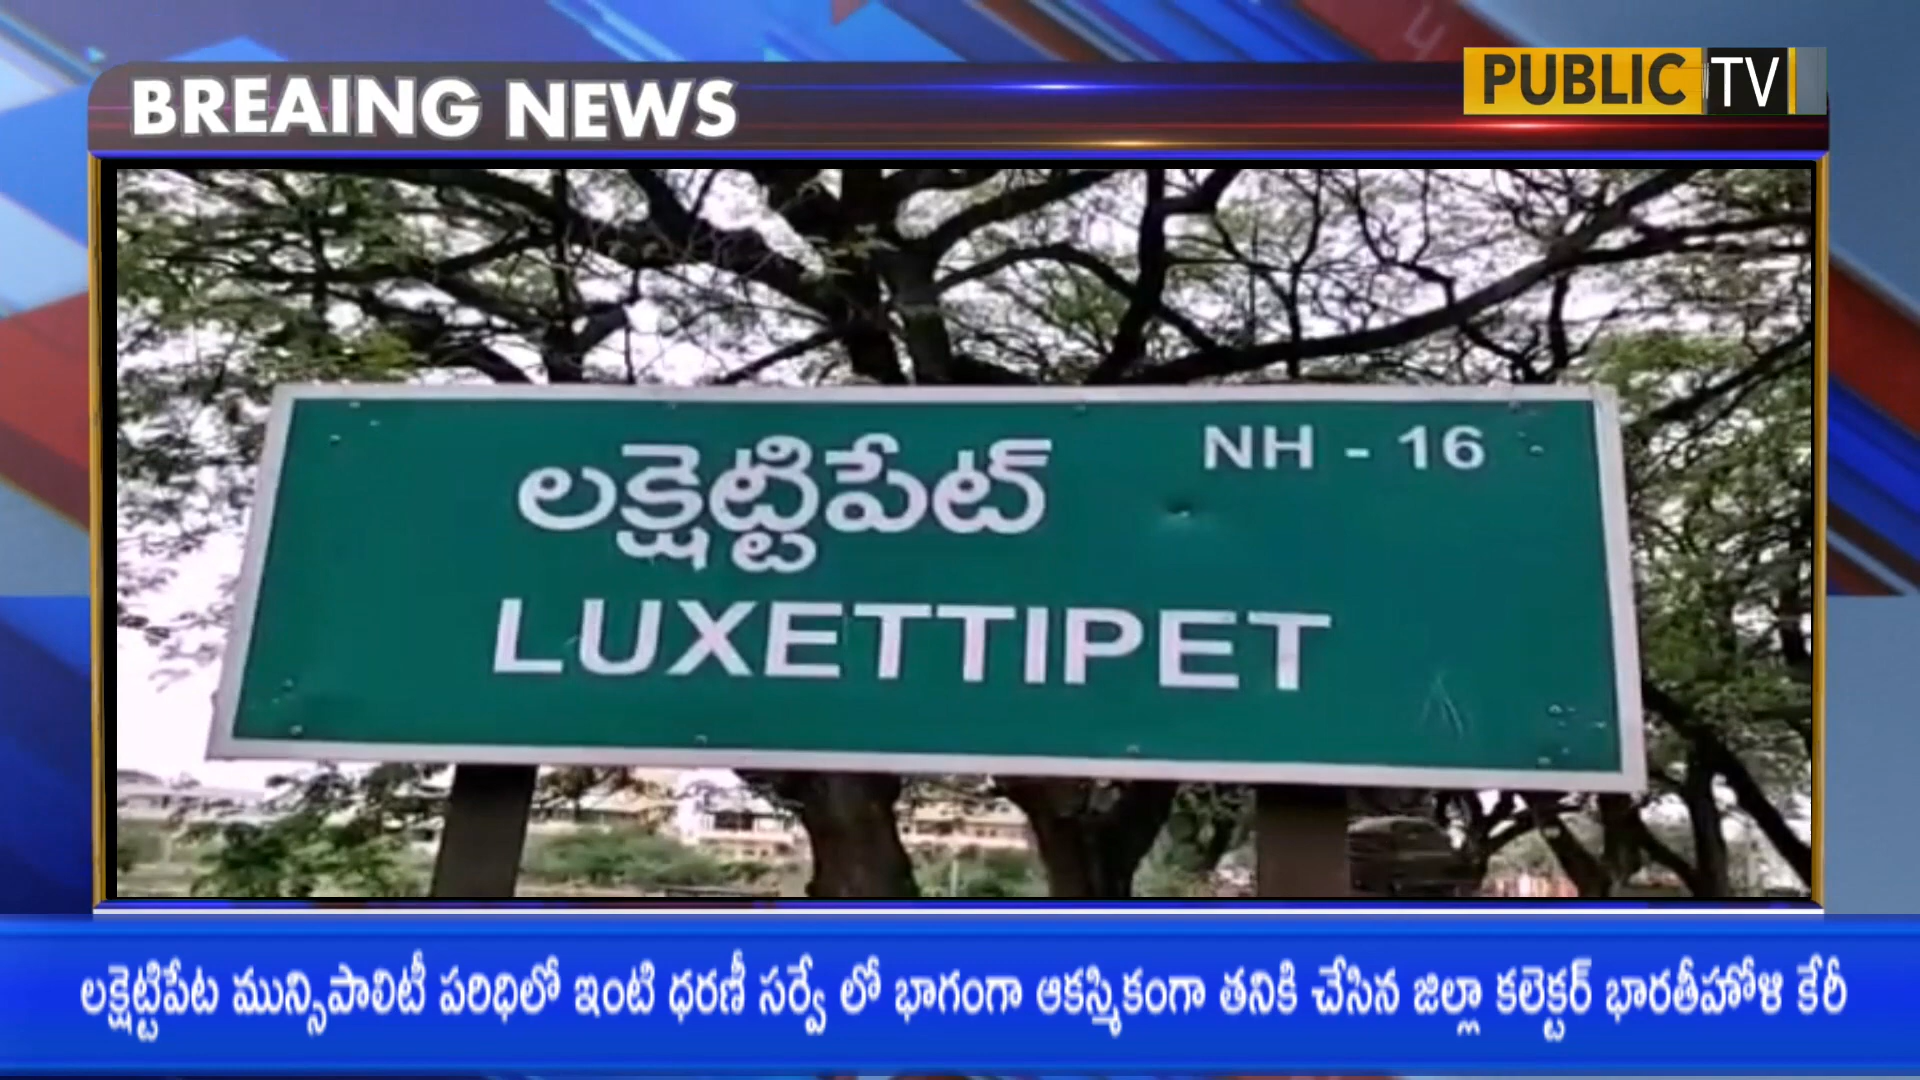 BREAING NEWS
PUBLIC TV
లక్షెట్టిపేట్
NH - 16
LUXETTIPET
లక్షెట్టిపేట మున్సిపాలిటీ పరిధిలో ఇంటి ధరణీ సర్వే లో భాగంగా ఆకస్మికంగా తనికి చేసిన జిల్లా కలెక్టర్ భారతీహోళి కేరీ